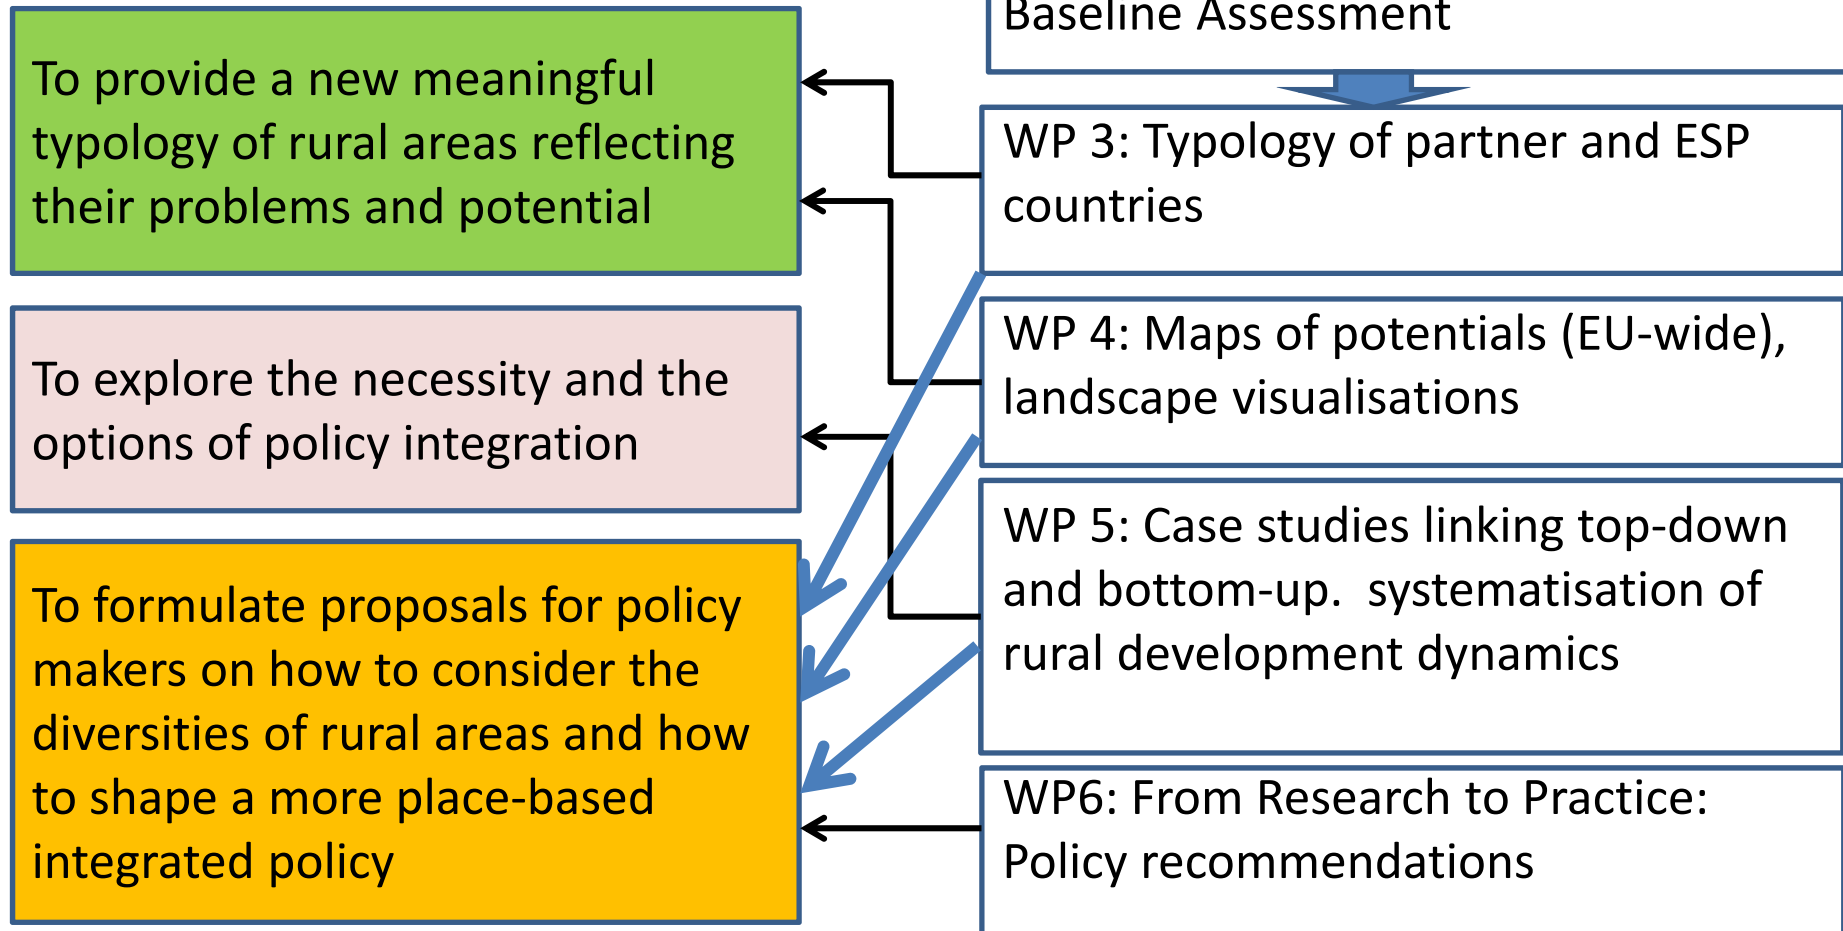 To provide a new meaningful
typology of rural areas reflecting
their problems and potential
To explore the necessity and the
options of policy integration
To formulate proposals for policy
makers on how to consider the
diversities of rural areas and how
to shape a more place-based
integrated policy
Baseline Assessment
WP 3: Typology of partner and ESP
countries
WP 4: Maps of potentials (EU-wide),
landscape visualisations
WP 5: Case studies linking top-down
and bottom-up.  systematisation of
rural development dynamics
WP6: From Research to Practice:
Policy recommendations